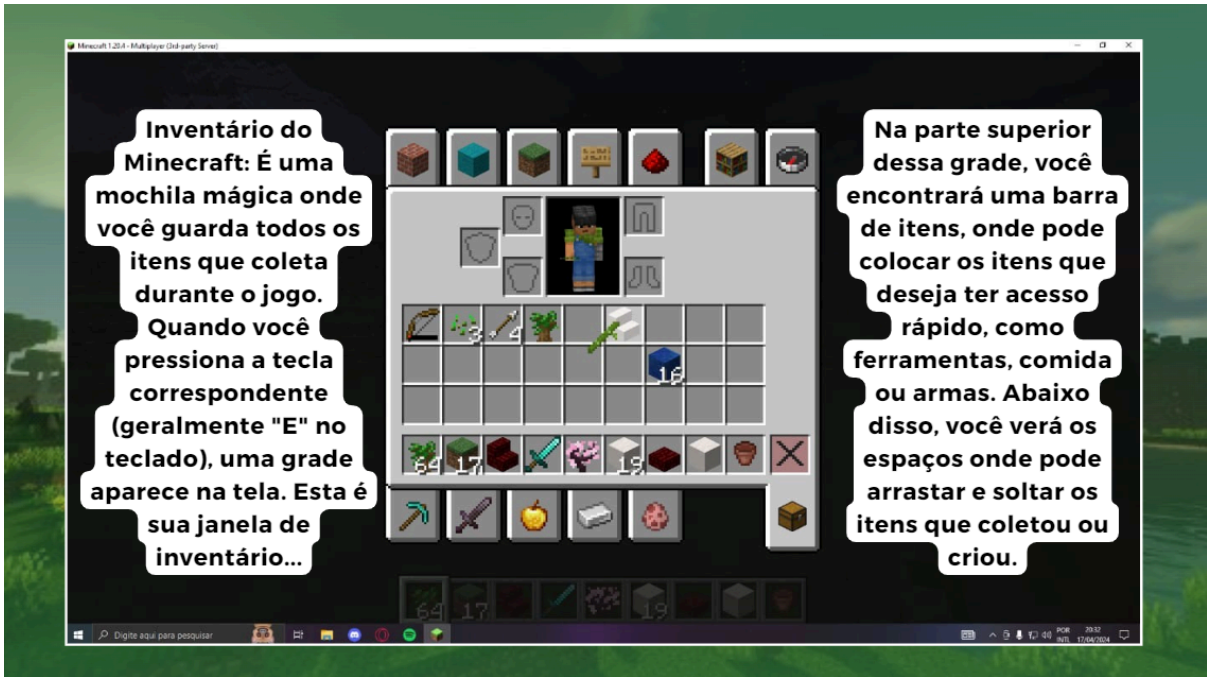 Minecraft 1.20.4 - Multiplayer (3rd-party Server)
Inventário do
Minecraft: É uma
mochila mágica onde
você guarda todos os
itens que coleta
durante o jogo.
Quando você
pressiona a tecla
correspondente
(geralmente "E" no
teclado), uma grade
aparece na tela. Esta é
sua janela de
inventário...
Na parte superior
dessa grade, você
encontrará uma barra
de itens, onde pode
colocar os itens que
deseja ter acesso
rápido, como
ferramentas, comida
ou armas. Abaixo
disso, você verá os
espaços onde pode
arrastar e soltar os
itens que coletou ou
criou.
3 4
16
64 17 19
64 17 19
Digite aqui para pesquisar
POR
INTL
20:32
17/04/2024